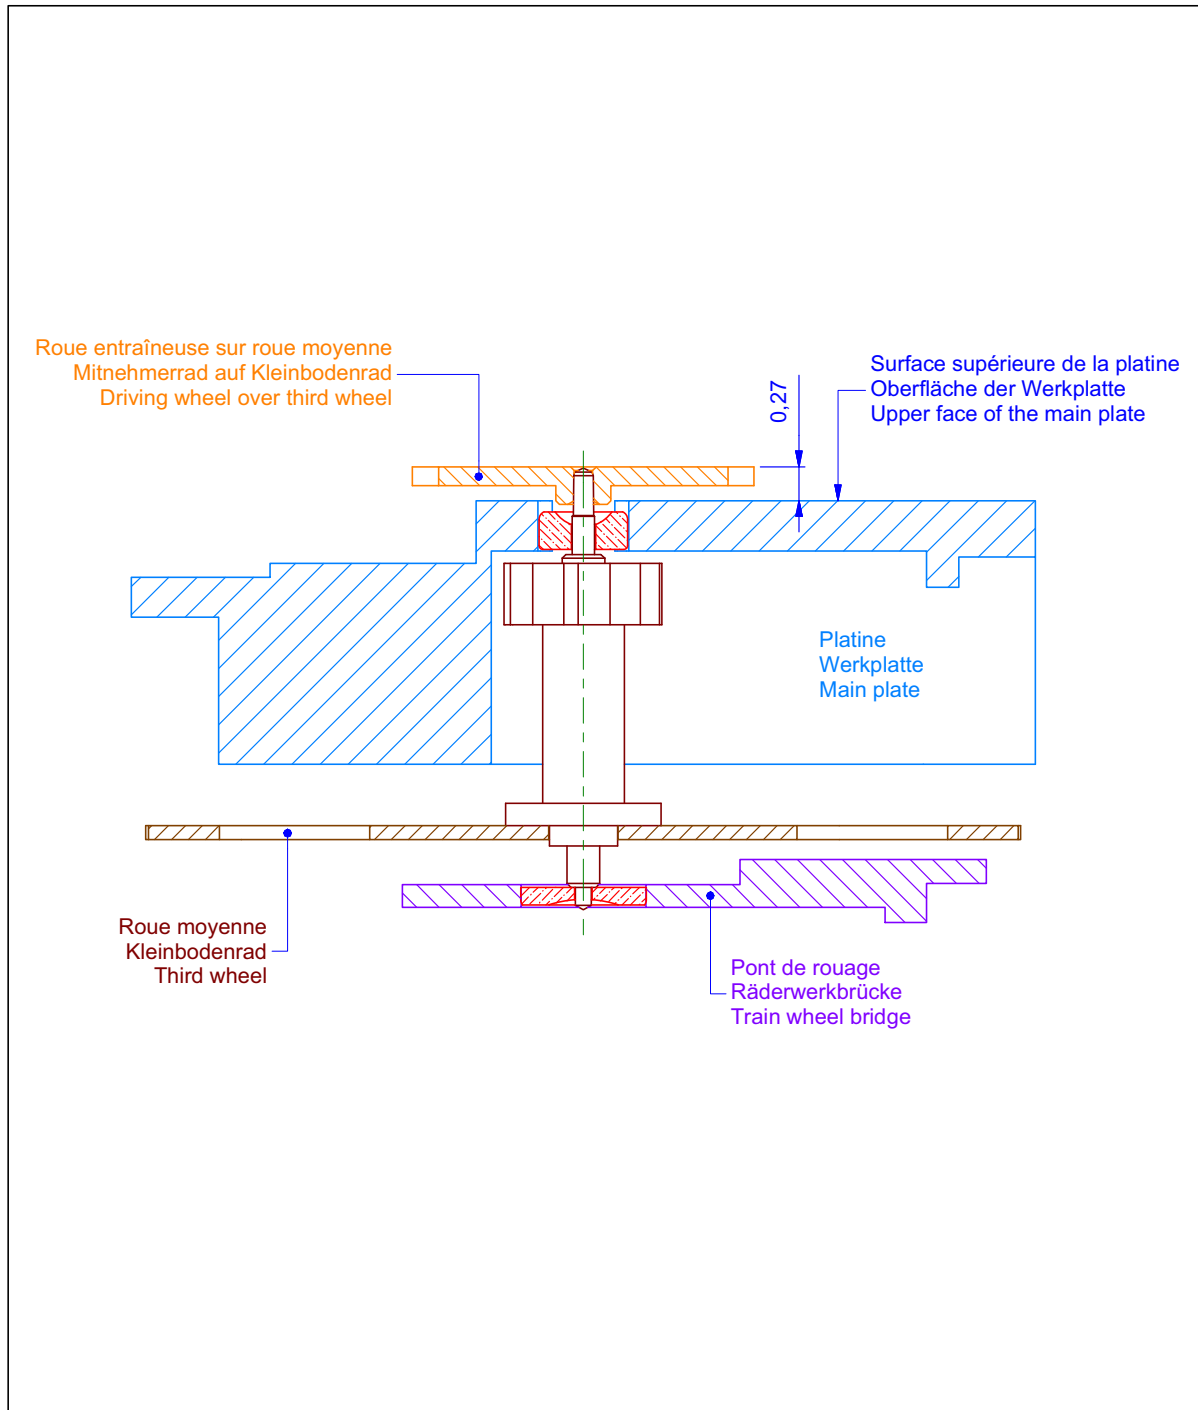 Roue entraîneuse sur roue moyenne
Mitnehmerrad auf Kleinbodenrad
Driving wheel over third wheel
0,27
Surface supérieure de la platine
Oberfläche der Werkplatte
Upper face of the main plate
Platine
Werkplatte
Main plate
Roue moyenne
Kleinbodenrad
Third wheel
Pont de rouage
Räderwerkbrücke
Train wheel bridge